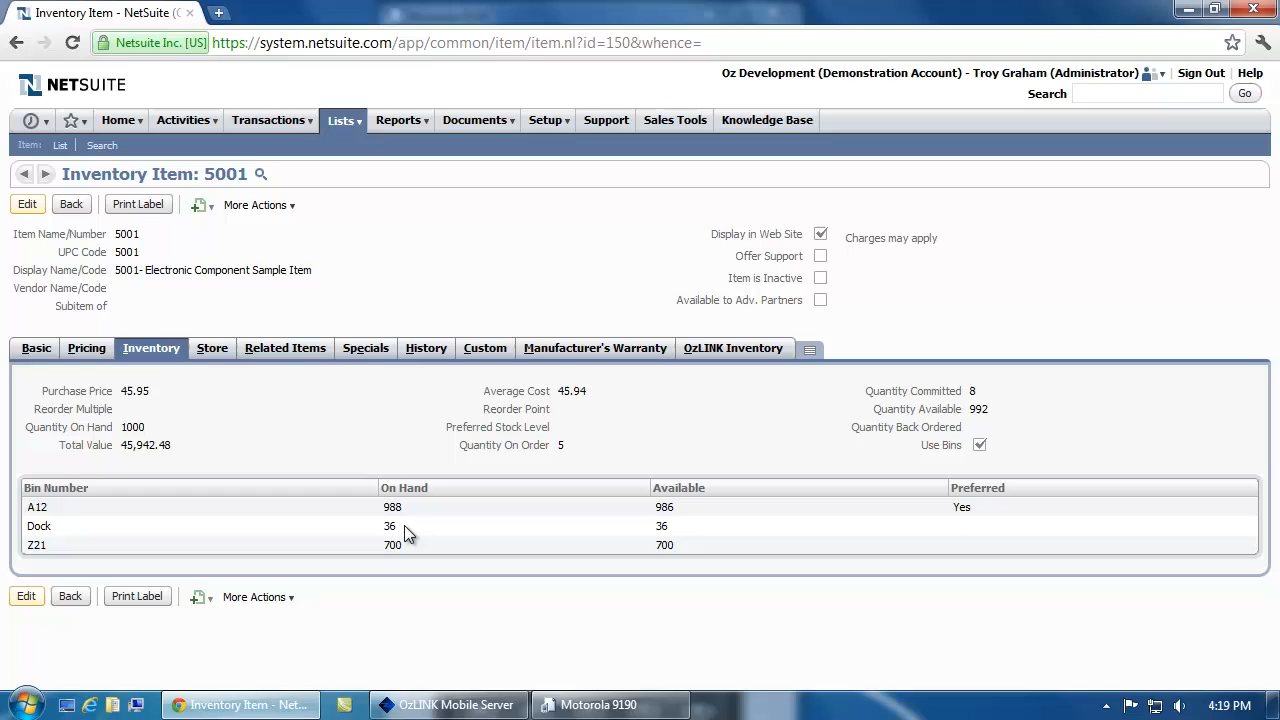 Inventory Item - NetSuite (O
Netsuite Inc. [US] https://system.netsuite.com/app/common/item/item.nl?id=150&whence=
NETSUITE
Oz Development (Demonstration Account) - Troy Graham (Administrator) Sign Out Help
Search Go
Home Activities Transactions Lists Reports Documents Setup Support Sales Tools Knowledge Base
Item: List Search
Inventory Item: 5001
Edit Back Print Label More Actions
Item Name/Number 5001 Display in Web Site Charges may apply
UPC Code 5001 Offer Support
Display Name/Code 5001- Electronic Component Sample Item Item is Inactive
Vendor Name/Code Available to Adv. Partners
Subitem of
Basic Pricing Inventory Store Related Items Specials History Custom Manufacturer's Warranty OzLINK Inventory
Purchase Price 45.95 Average Cost 45.94 Quantity Committed 8
Reorder Multiple Reorder Point Quantity Available 992
Quantity On Hand 1000 Preferred Stock Level Quantity Back Ordered
Total Value 45,942.48 Quantity On Order 5 Use Bins
Bin Number On Hand Available Preferred
A12 988 986 Yes
Dock 36 36
Z21 700 700
Edit Back Print Label More Actions
Inventory Item - Net... OzLINK Mobile Server Motorola 9190 4:19 PM